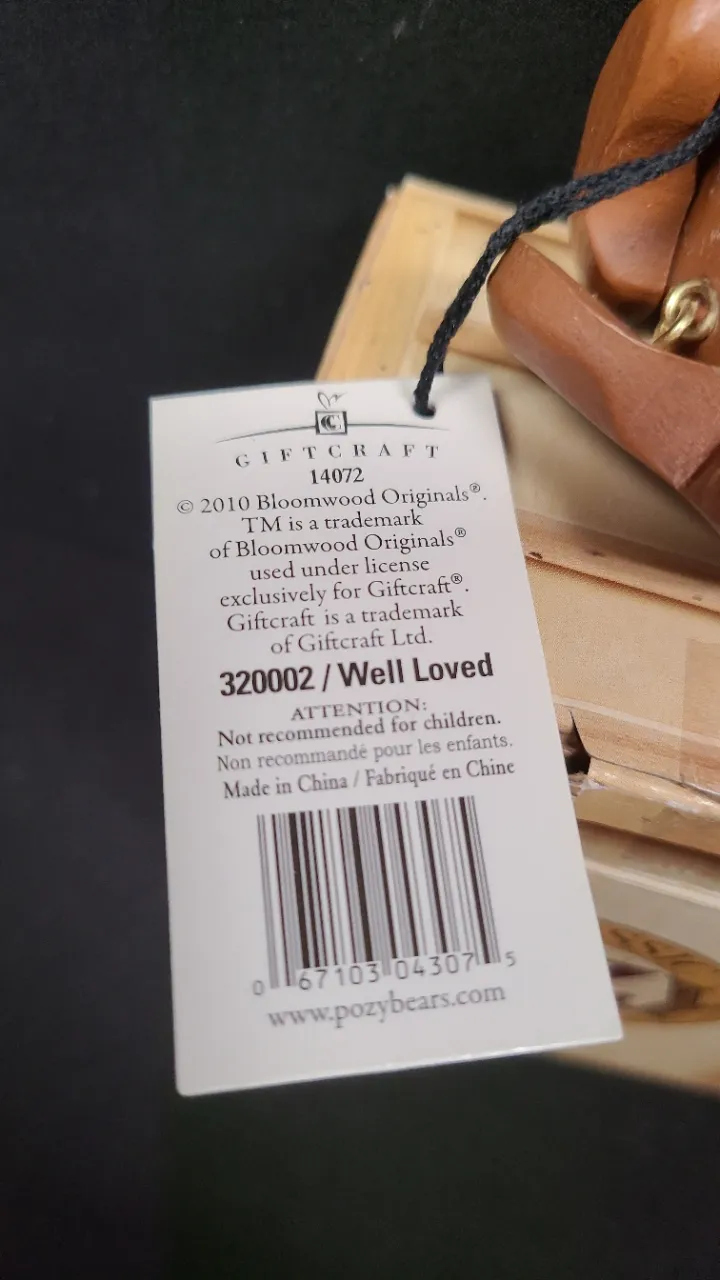 GIFTCRAFT
14072
© 2010 Bloomwood Originals®.
TM is a trademark
of Bloomwood Originals®
used under license
exclusively for Giftcraft®.
Giftcraft is a trademark
of Giftcraft Ltd.
320002 / Well Loved
ATTENTION:
Not recommended for children.
Non recommandé pour les enfants.
Made in China / Fabriqué en Chine
0 67103 04307 5
www.pozybears.com